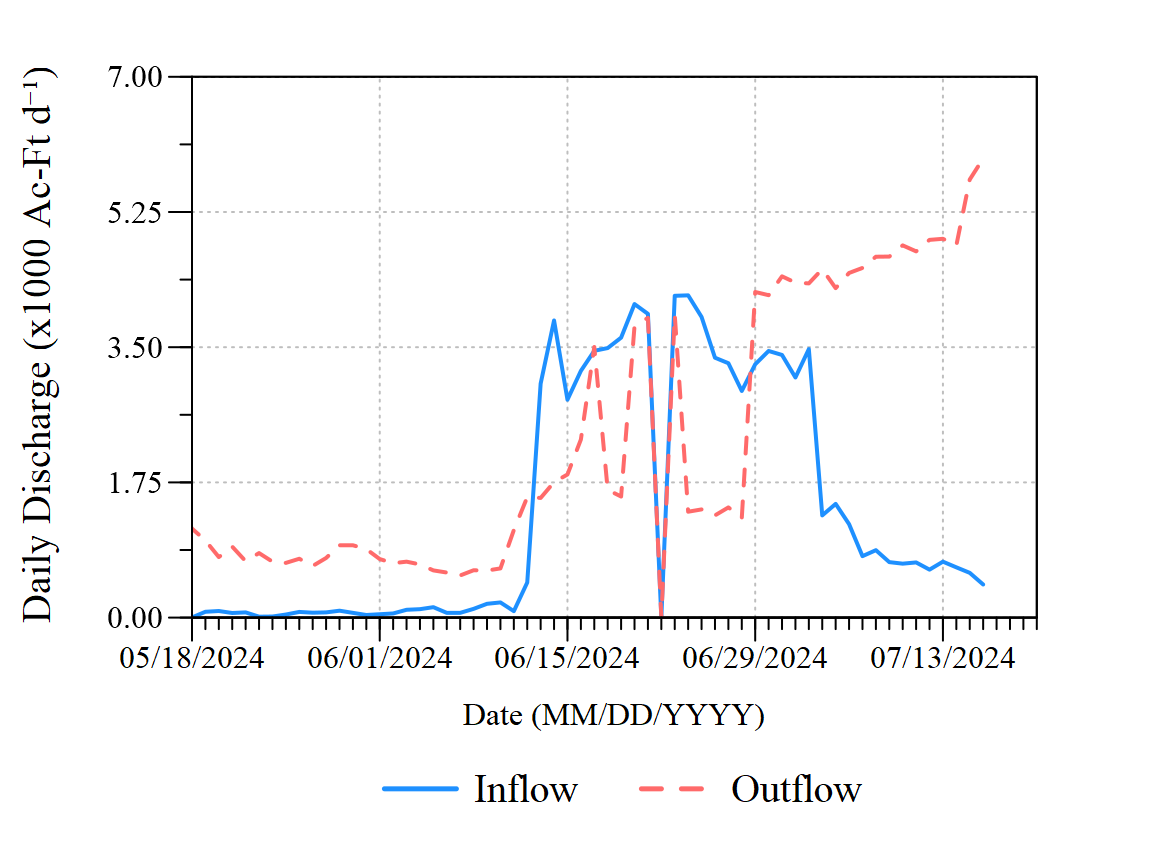 Daily Discharge (x1000 Ac-Ft d⁻¹)
7.00
5.25
3.50
1.75
0.00
05/18/2024 06/01/2024 06/15/2024 06/29/2024 07/13/2024
Date (MM/DD/YYYY)
Inflow Outflow